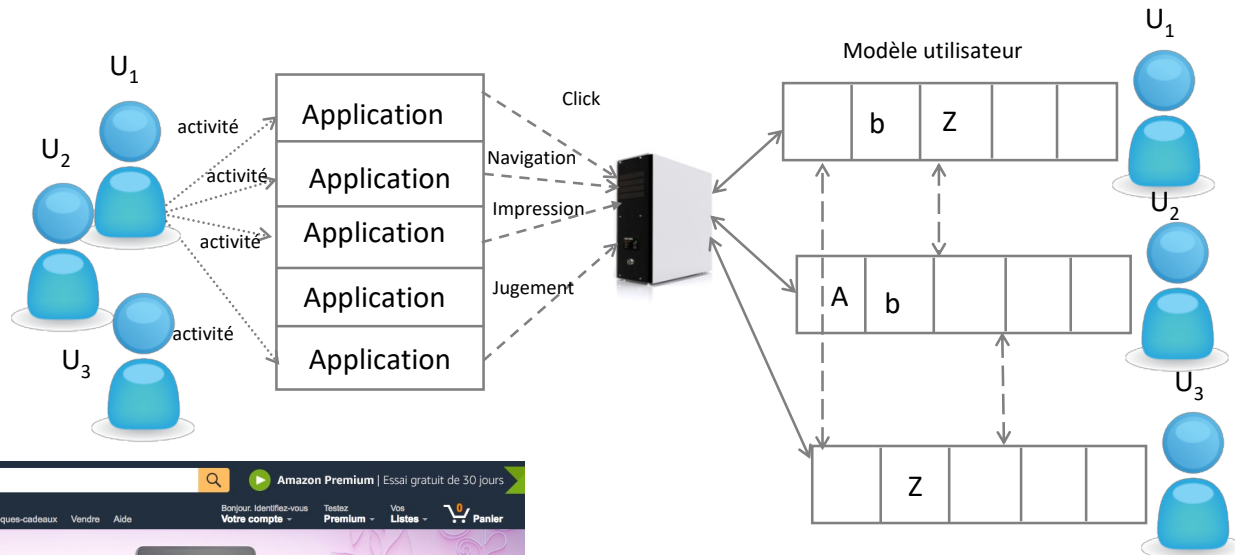 U1
U2
U3
activité
activité
activité
activité
Application
Application
Application
Application
Application
Click
Navigation
Impression
Jugement
Modèle utilisateur
U1
b Z
U2
A b
U3
Z
Amazon Premium | Essai gratuit de 30 jours
ques-cadeaux Vendre Aide
Bonjour. Identifiez-vous Testez Vos 0
Votre compte Premium Listes Panier